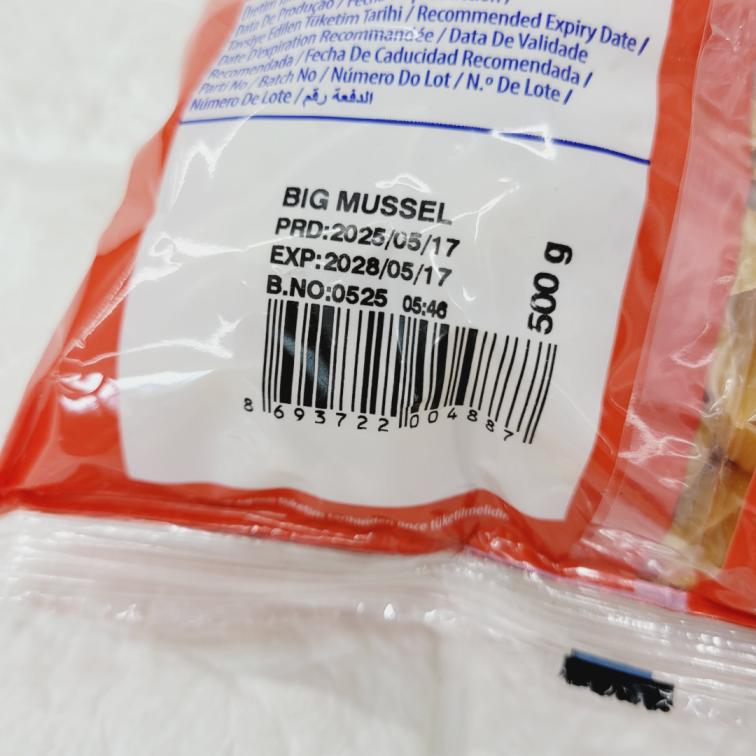 Data De Produção /
Tavsiye Edilen Tüketim Tarihi / Recommended Expiry Date /
Date D'expiration Recommandée / Data De Validade
Recomendada / Fecha De Caducidad Recomendada /
Parti No / Batch No / Número Do Lot / N.º De Lote /
Número De Lote / الدفعة رقم
BIG MUSSEL
PRD:2025/05/17
EXP:2028/05/17
B.NO:0525 05:46
500 g
8 693722 004887
önce tüketilmelidir